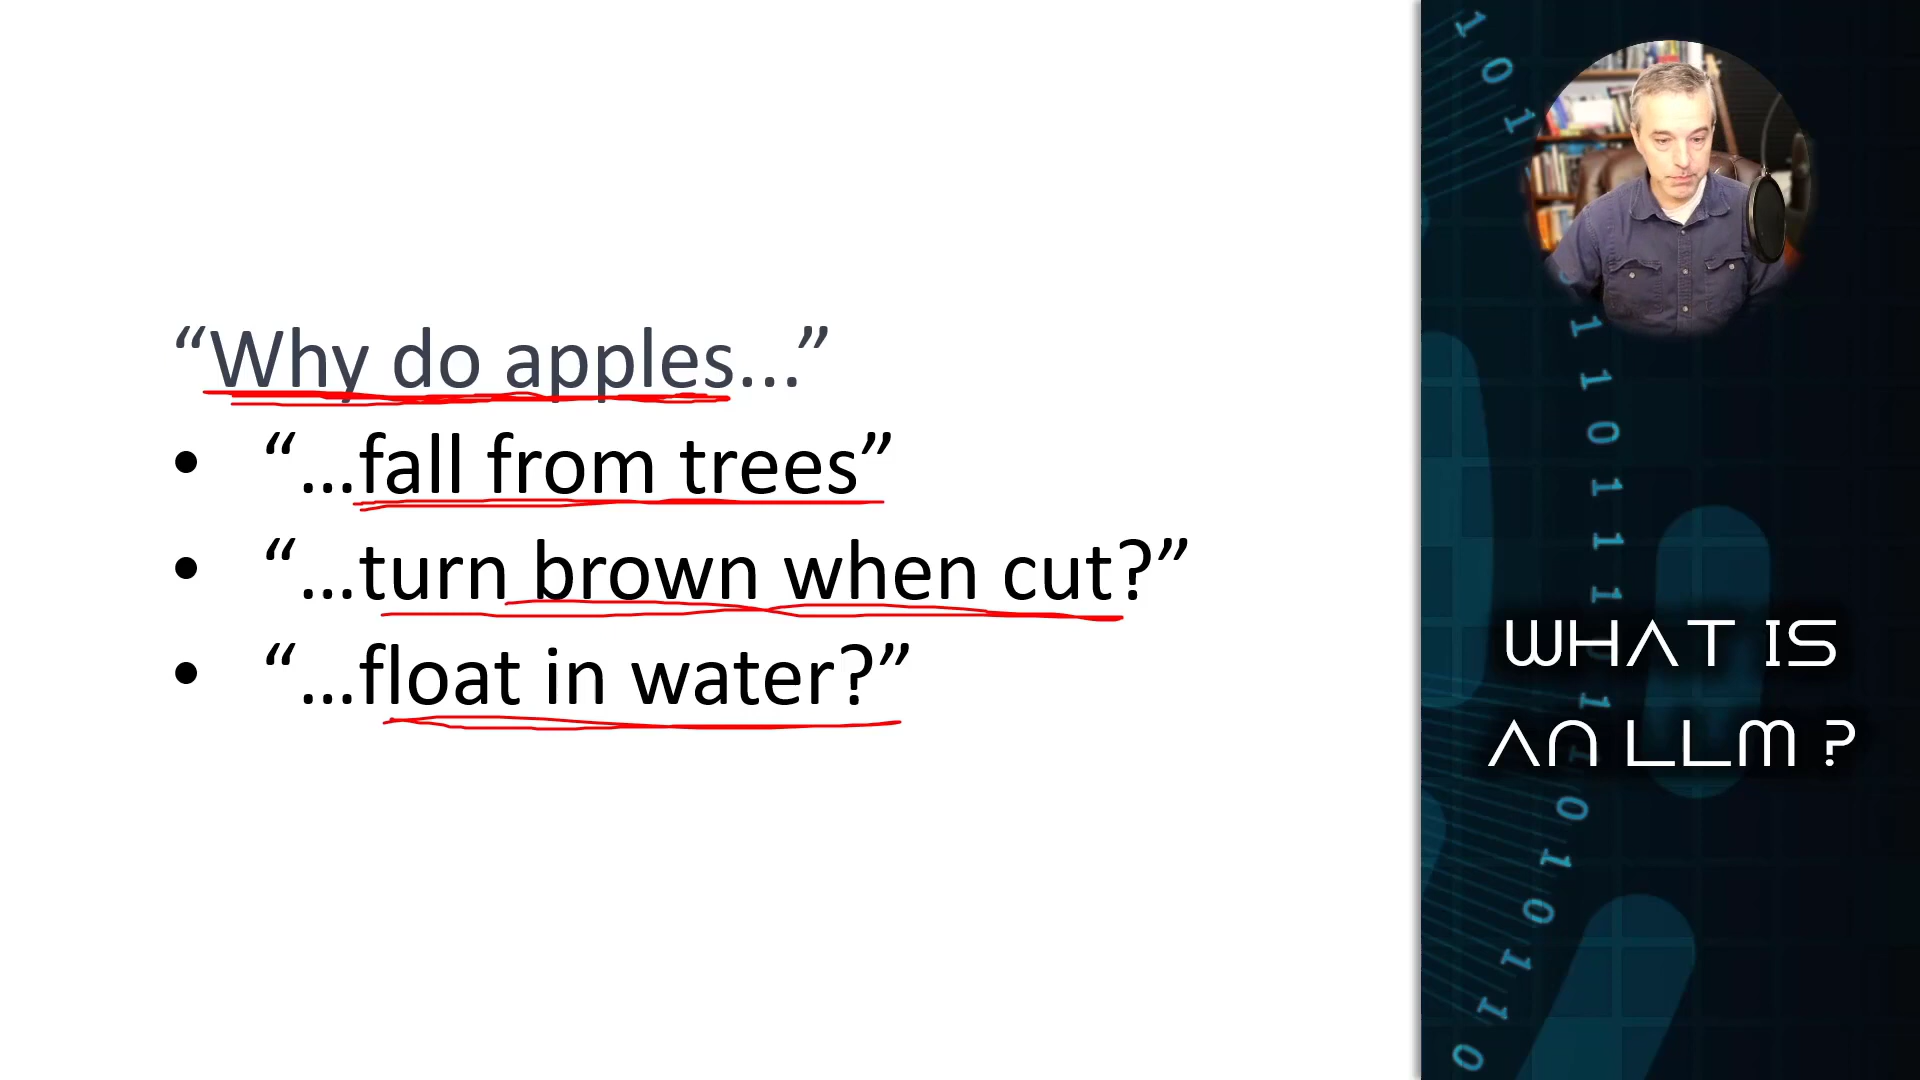 “Why do apples...”
• “...fall from trees”
• “...turn brown when cut?”
• “...float in water?”
WHAT IS
AN LLM ?